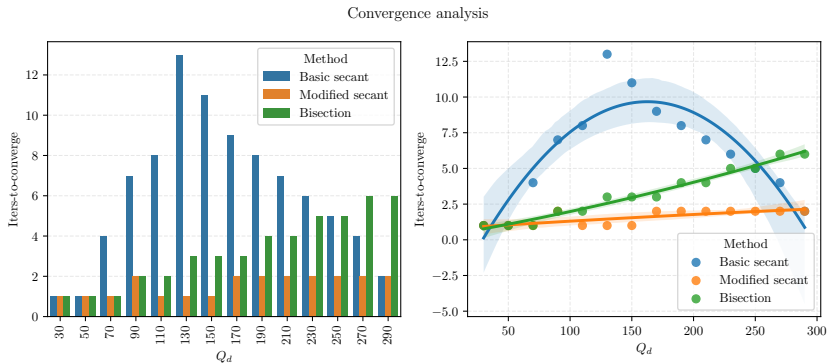 Convergence analysis
Iters-to-converge
12
10
8
6
4
2
0
Method
Basic secant
Modified secant
Bisection
30
50
70
90
110
130
150
170
190
210
230
250
270
290
Q_d
Iters-to-converge
12.5
10.0
7.5
5.0
2.5
0.0
−2.5
−5.0
Method
Basic secant
Modified secant
Bisection
50
100
150
200
250
300
Q_d